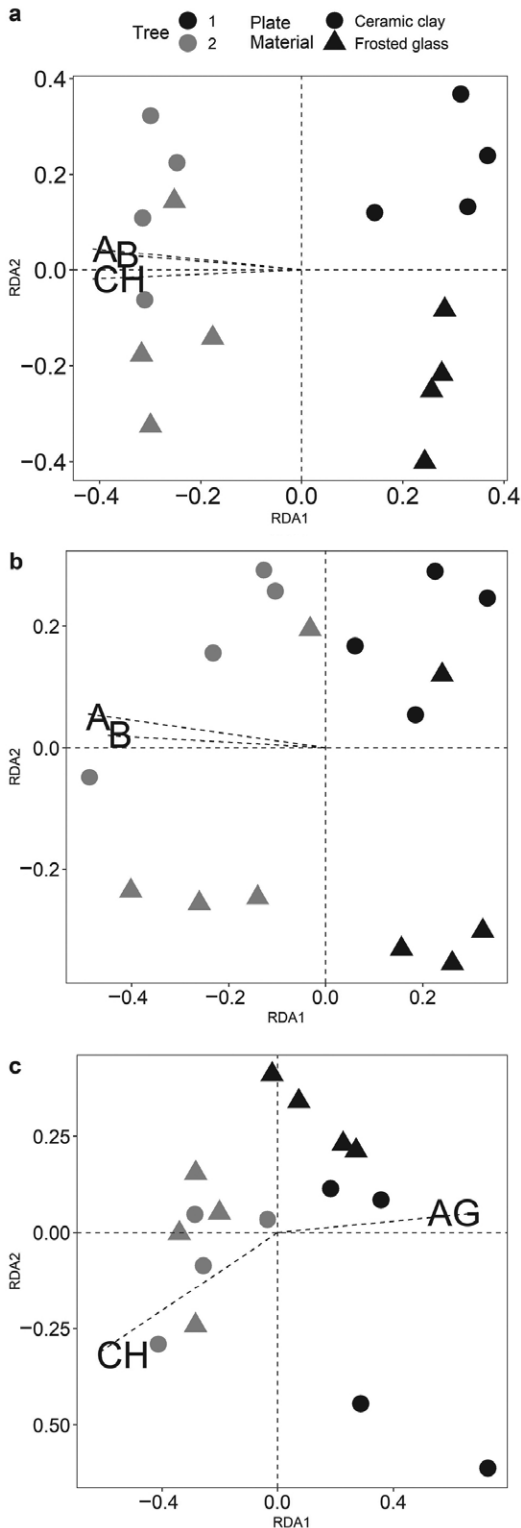 a
Tree 1 Plate Ceramic clay
2 Material Frosted glass
0.4
0.2
A B
0.0
CH
−0.2
−0.4
RDA2
−0.4 −0.2 0.0 0.2 0.4
RDA1
b
0.2
A
B
0.0
−0.2
RDA2
−0.4 −0.2 0.0 0.2
RDA1
c
0.25
AG
0.00
−0.25
CH
0.50
RDA2
−0.4 0.0 0.4
RDA1